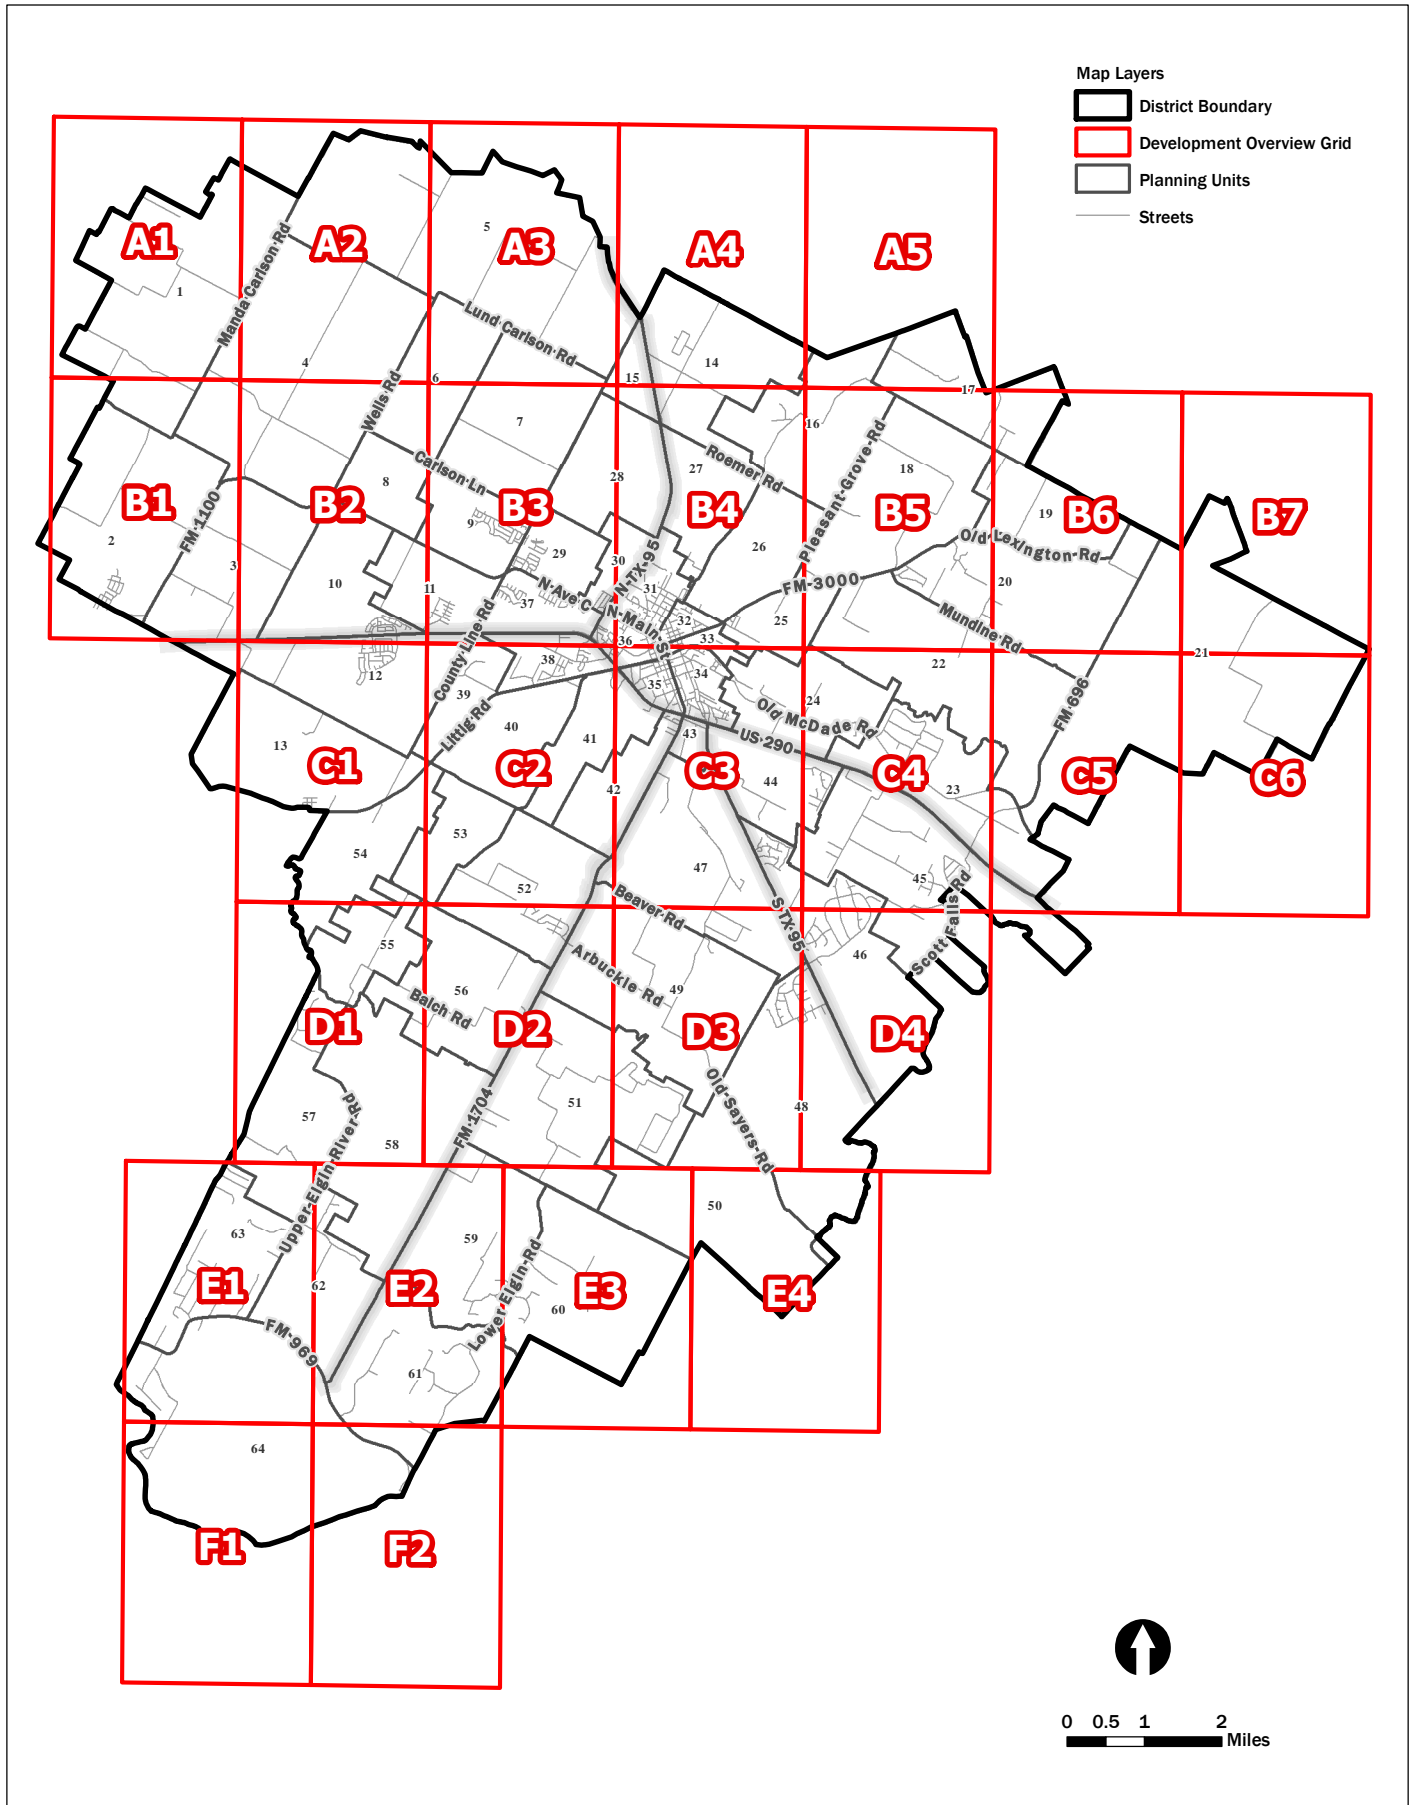 Map Layers
District Boundary
Development Overview Grid
Planning Units
Streets
A1
A2
A3
A4
A5
5
1
Manda Carlson Rd
Lund Carlson Rd
4
6
15
14
17
Wells Rd
7
16
Pleasant Grove Rd
Roemer Rd
27
18
28
Carlson Ln
8
B1
B2
B3
B4
B5
B6
B7
FM 1100
9
19
2
3
10
11
29
30
N TX-95
31
26
Old Lexington Rd
20
FM-3000
37
N Ave C
N Main St
32
33
25
Mundine Rd
36
22
21
County Line Rd
12
38
35
34
39
Littig Rd
40
41
24
Old McDade Rd
FM 696
13
43
US 290
C1
C2
C3
C4
C5
C6
42
44
23
54
53
52
47
45
Beaver Rd
S TX-95
Scott Falls Rd
55
46
Arbuckle Rd
56
49
Balch Rd
D1
D2
D3
D4
57
58
Upper Elgin River Rd
FM 1704
51
Old Sayers Rd
48
63
59
50
62
Lower Elgin Rd
E1
E2
E3
E4
60
FM-969
61
64
F1
F2
0 0.5 1 2
Miles